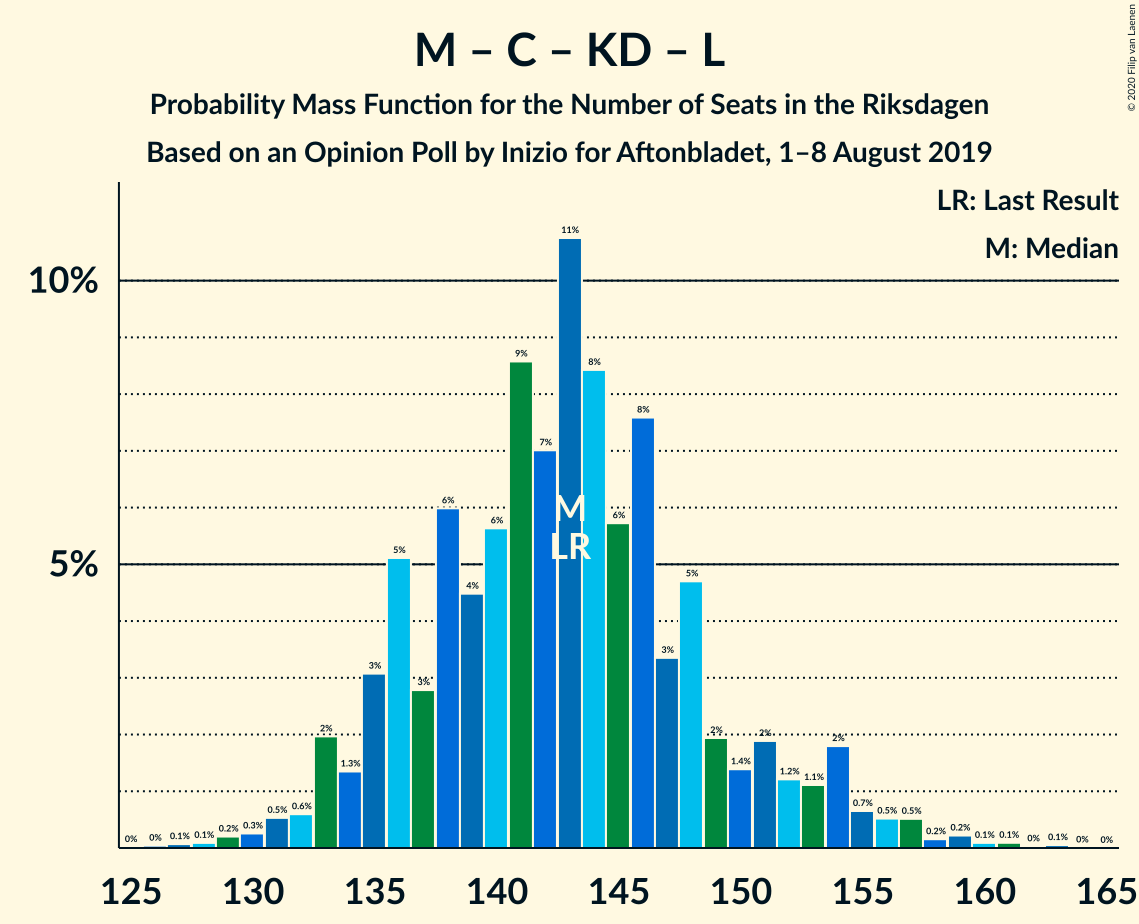 M – C – KD – L
Probability Mass Function for the Number of Seats in the Riksdagen
Based on an Opinion Poll by Inizio for Aftonbladet, 1–8 August 2019
© 2020 Filip van Laenen
LR: Last Result
M: Median
10%
5%
0% 0% 0.1% 0.1% 0.2% 0.3% 0.5% 0.6% 2% 1.3% 3% 5% 3% 6% 4% 6% 9% 7% 11% 8% 6% 8% 3% 5% 2% 1.4% 2% 1.2% 1.1% 2% 0.7% 0.5% 0.5% 0.2% 0.2% 0.1% 0.1% 0% 0.1% 0% 0%
M
LR
125 130 135 140 145 150 155 160 165